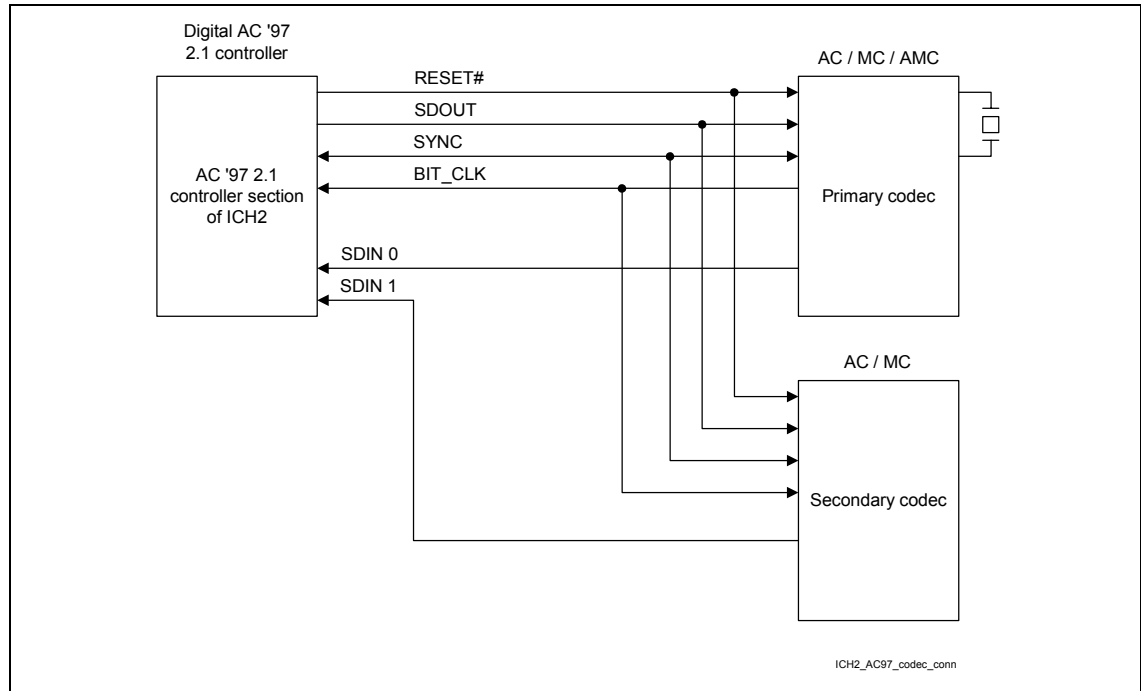 Digital AC '97
2.1 controller
AC / MC / AMC
RESET#
SDOUT
SYNC
BIT_CLK
AC '97 2.1
controller section
of ICH2
Primary codec
SDIN 0
SDIN 1
AC / MC
Secondary codec
ICH2_AC97_codec_conn